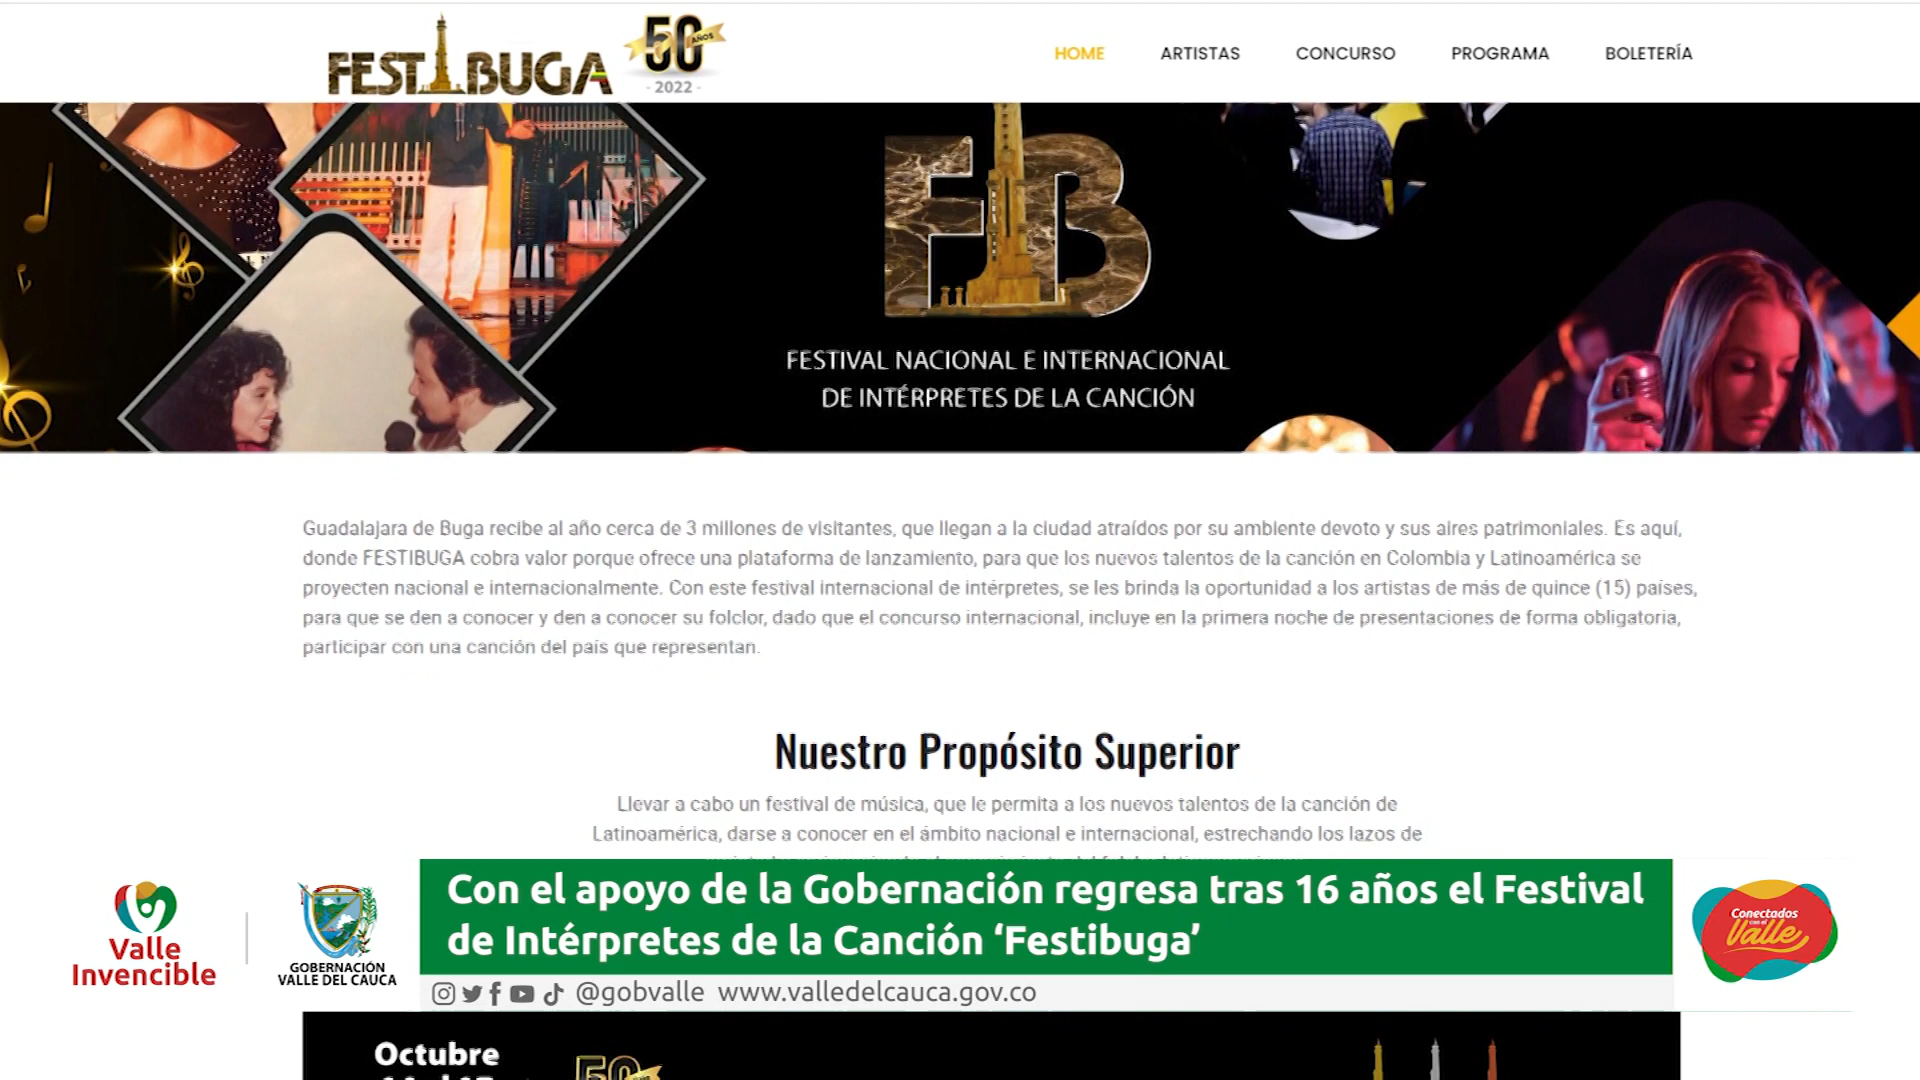 FESTIBUGA
50
AÑOS
- 2022 -
HOME
ARTISTAS
CONCURSO
PROGRAMA
BOLETERÍA
FB
FESTIVAL NACIONAL E INTERNACIONAL
DE INTÉRPRETES DE LA CANCIÓN
Guadalajara de Buga recibe al año cerca de 3 millones de visitantes, que llegan a la ciudad atraídos por su ambiente devoto y sus aires patrimoniales. Es aquí,
donde FESTIBUGA cobra valor porque ofrece una plataforma de lanzamiento, para que los nuevos talentos de la canción en Colombia y Latinoamérica se
proyecten nacional e internacionalmente. Con este festival internacional de intérpretes, se les brinda la oportunidad a los artistas de más de quince (15) países,
para que se den a conocer y den a conocer su folclor, dado que el concurso internacional, incluye en la primera noche de presentaciones de forma obligatoria,
participar con una canción del país que representan.
Nuestro Propósito Superior
Llevar a cabo un festival de música, que le permita a los nuevos talentos de la canción de
Latinoamérica, darse a conocer en el ámbito nacional e internacional, estrechando los lazos de
Valle
Invencible
GOBERNACIÓN
VALLE DEL CAUCA
Con el apoyo de la Gobernación regresa tras 16 años el Festival
de Intérpretes de la Canción ‘Festibuga’
@gobvalle www.valledelcauca.gov.co
Conectados
con el
Valle
Octubre
50